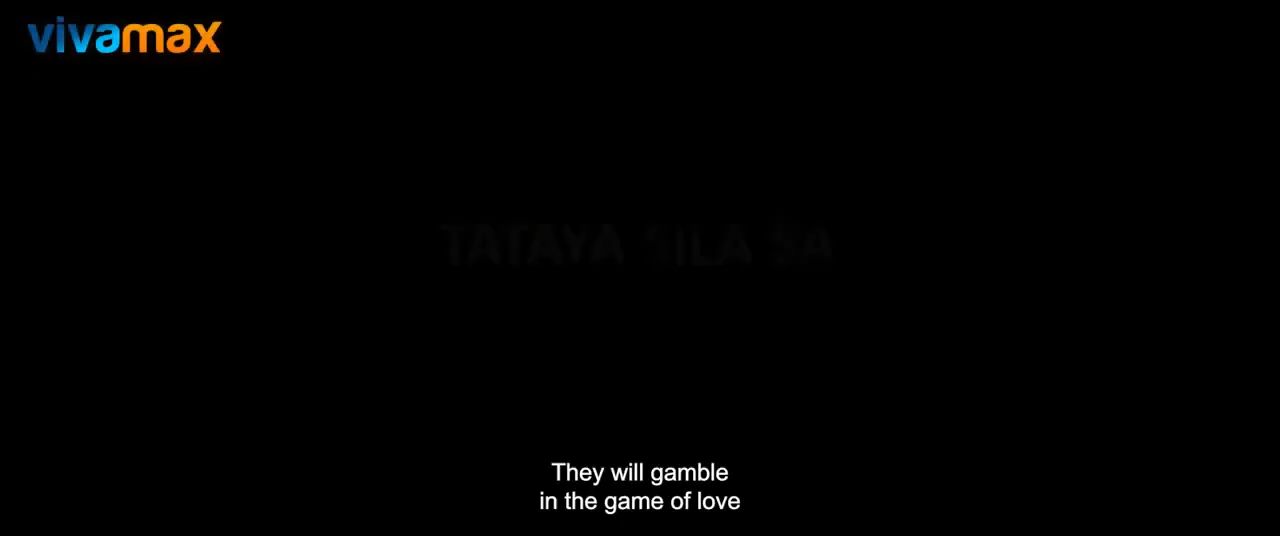 vivamax
TATAYA SILA SA
They will gamble
in the game of love